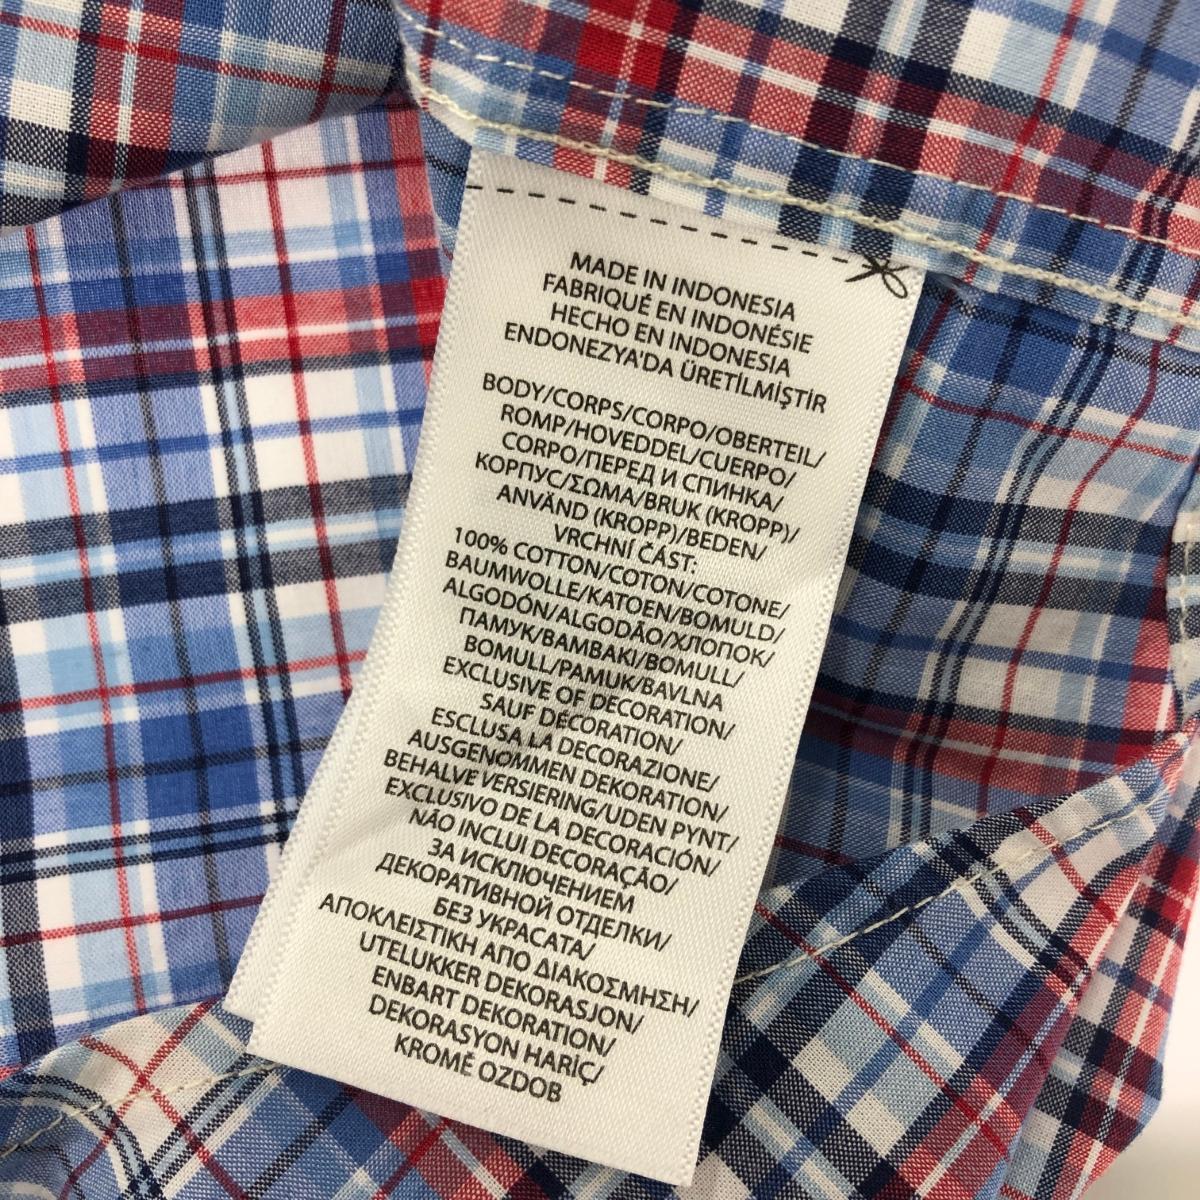 MADE IN INDONESIA
FABRIQUÉ EN INDONÉSIE
HECHO EN INDONESIA
ENDONEZYA'DA ÜRETİLMİŞTİR
BODY/CORPS/CORPO/OBERTEIL/
ROMP/HOVEDDEL/CUERPO/
CORPO/ПЕРЕД И СПИНКА/
КОРПУС/ΣΩΜΑ/BRUK (KROPP)/
ANVÄND (KROPP)/BEDEN/
VRCHNÍ ČÁST:
100% COTTON/COTON/COTONE/
BAUMWOLLE/KATOEN/BOMULD/
ALGODÓN/ALGODÃO/ХЛОПОК/
ПАМУК/ΒΑΜΒΑΚΙ/BOMULL/
BOMULL/PAMUK/BAVLNA
EXCLUSIVE OF DECORATION/
SAUF DÉCORATION/
ESCLUSA LA DECORAZIONE/
AUSGENOMMEN DEKORATION/
BEHALVE VERSIERING/UDEN PYNT/
EXCLUSIVO DE LA DECORACIÓN/
NÃO INCLUI DECORAÇÃO/
ЗА ИСКЛЮЧЕНИЕМ
ДЕКОРАТИВНОЙ ОТДЕЛКИ/
БЕЗ УКРАСАТА/
ΑΠΟΚΛΕΙΣΤΙΚΗ ΑΠΟ ΔΙΑΚΟΣΜΗΣΗ/
UTELUKKER DEKORASJON/
ENBART DEKORATION/
DEKORASYON HARİÇ/
KROMĚ OZDOB